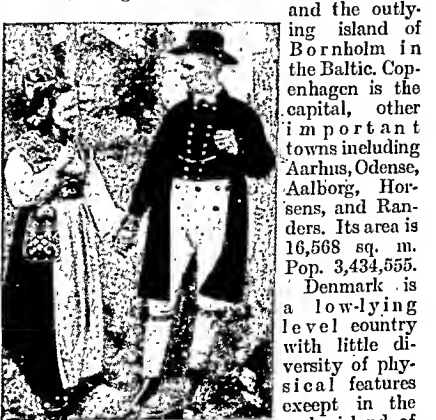 and the outly-
ing island of
Bornholm in
the Baltic. Cop-
enhagen is the
capital, other
important
towns including
Aarhus, Odense,
Aalborg, Hor-
sens, and Ran-
ders. Its area is
16,568 sq. m.
Pop. 3,434,555.
Denmark is
a low-lying
level country
with little di-
versity of phy-
sical features
except in the